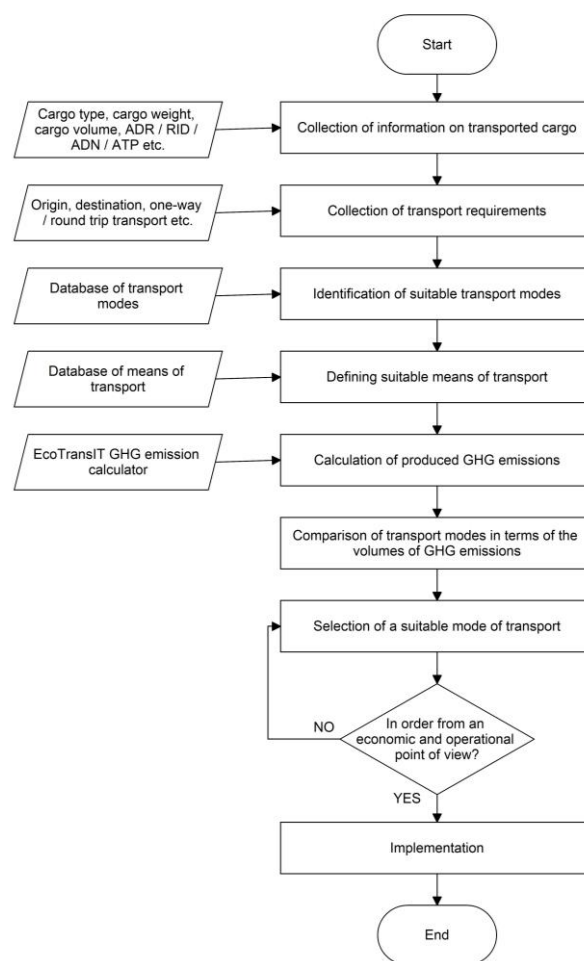 Start
Cargo type, cargo weight,
cargo volume, ADR / RID /
ADN / ATP etc.
Collection of information on transported cargo
Origin, destination, one-way
/ round trip transport etc.
Collection of transport requirements
Database of transport
modes
Identification of suitable transport modes
Database of means of
transport
Defining suitable means of transport
EcoTransIT GHG emission
calculator
Calculation of produced GHG emissions
Comparison of transport modes in terms of the
volumes of GHG emissions
Selection of a suitable mode of transport
In order from an
economic and operational
point of view?
NO
YES
Implementation
End